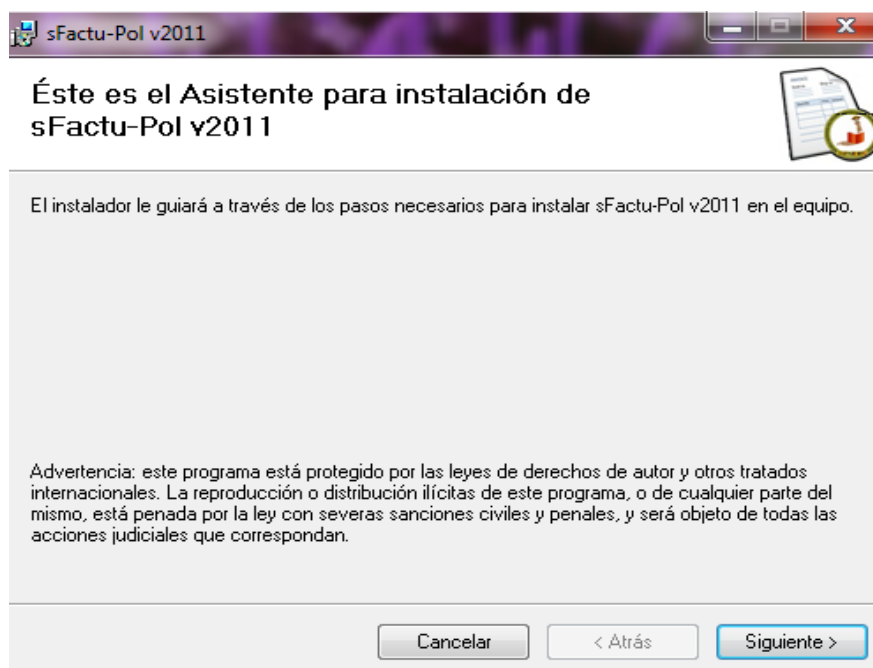 sFactu-Pol v2011
Éste es el Asistente para instalación de
sFactu-Pol v2011
El instalador le guiará a través de los pasos necesarios para instalar sFactu-Pol v2011 en el equipo.
Advertencia: este programa está protegido por las leyes de derechos de autor y otros tratados
internacionales. La reproducción o distribución ilícitas de este programa, o de cualquier parte del
mismo, está penada por la ley con severas sanciones civiles y penales, y será objeto de todas las
acciones judiciales que correspondan.
Cancelar
< Atrás
Siguiente >